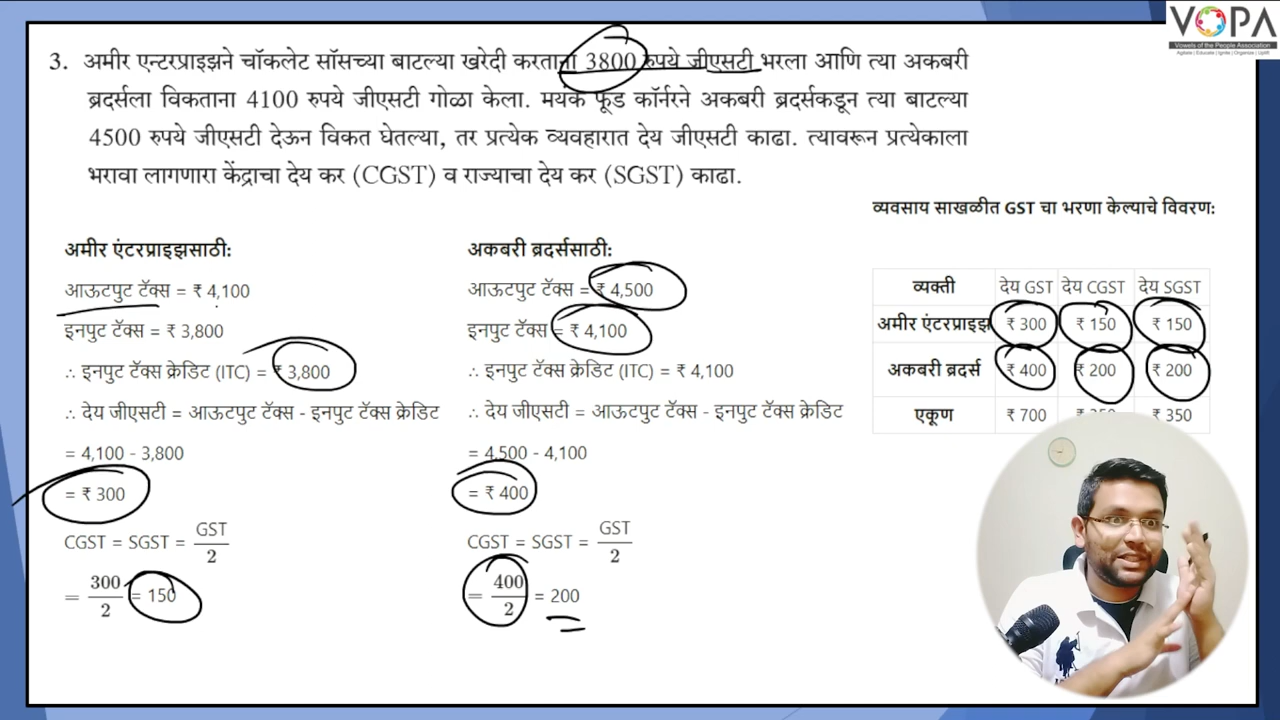 VOPA
Vowels of the People Association
Agitate | Educate | Ignite | Organize | Uplift
3. अमीर एन्टरप्राइझने चॉकलेट सॉसच्या बाटल्या खरेदी करताना 3800 रुपये जीएसटी भरला आणि त्या अकबरी
ब्रदर्सला विकताना 4100 रुपये जीएसटी गोळा केला. मयंक फूड कॉर्नरने अकबरी ब्रदर्सकडून त्या बाटल्या
4500 रुपये जीएसटी देऊन विकत घेतल्या, तर प्रत्येक व्यवहारात देय जीएसटी काढा. त्यावरून प्रत्येकाला
भरावा लागणारा केंद्राचा देय कर (CGST) व राज्याचा देय कर (SGST) काढा.
अमीर एंटरप्राइझसाठी:
आऊटपुट टॅक्स = ₹ 4,100
इनपुट टॅक्स = ₹ 3,800
∴ इनपुट टॅक्स क्रेडिट (ITC) = ₹ 3,800
∴ देय जीएसटी = आऊटपुट टॅक्स - इनपुट टॅक्स क्रेडिट
= 4,100 - 3,800
= ₹ 300
CGST = SGST = GST/2
= 300/2 = 150
अकबरी ब्रदर्ससाठी:
आऊटपुट टॅक्स = ₹ 4,500
इनपुट टॅक्स = ₹ 4,100
∴ इनपुट टॅक्स क्रेडिट (ITC) = ₹ 4,100
∴ देय जीएसटी = आऊटपुट टॅक्स - इनपुट टॅक्स क्रेडिट
= 4,500 - 4,100
= ₹ 400
CGST = SGST = GST/2
= 400/2 = 200
व्यवसाय साखळीत GST चा भरणा केल्याचे विवरण:
व्यक्ती देय GST देय CGST देय SGST
अमीर एंटरप्राइझ ₹ 300 ₹ 150 ₹ 150
अकबरी ब्रदर्स ₹ 400 ₹ 200 ₹ 200
एकूण ₹ 700 ₹ 350